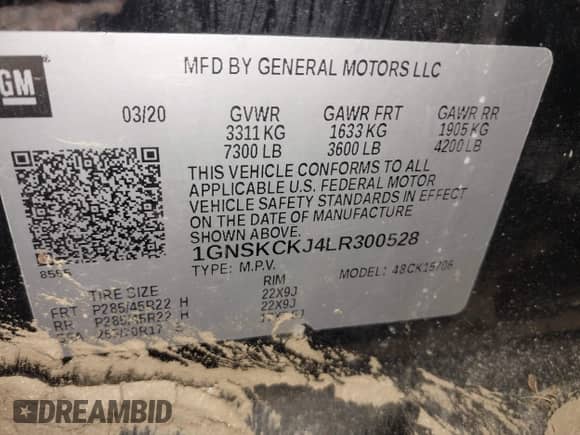 GM
MFD BY GENERAL MOTORS LLC
03/20 GVWR GAWR FRT GAWR RR
3311 KG 1633 KG 1905 KG
7300 LB 3600 LB 4200 LB
THIS VEHICLE CONFORMS TO ALL
APPLICABLE U.S. FEDERAL MOTOR
VEHICLE SAFETY STANDARDS IN EFFECT
ON THE DATE OF MANUFACTURE
SHOWN ABOVE.
1GNSKCKJ4LR300528
8595
TYPE: M.P.V. MODEL:
TIRE SIZE RIM
FRT P285/45R22 H 22X9J
RR P285/45R22 H 22X9J
DREAMBID